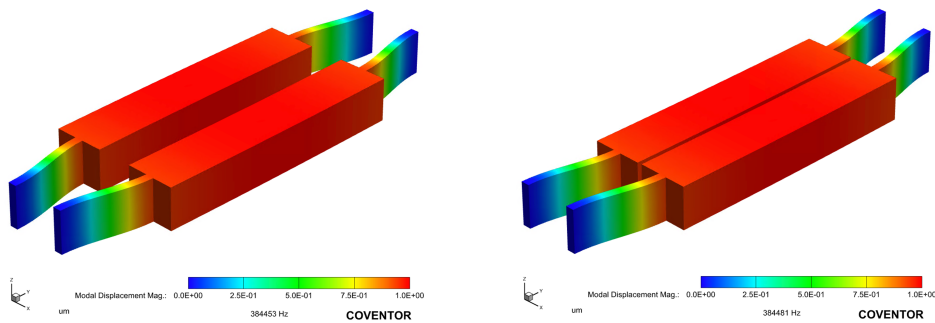 Z
Y
X
Modal Displacement Mag.: 0.0E+00 2.5E-01 5.0E-01 7.5E-01 1.0E+00
um
384453 Hz
COVENTOR
Z
Y
X
Modal Displacement Mag.: 0.0E+00 2.5E-01 5.0E-01 7.5E-01 1.0E+00
um
384481 Hz
COVENTOR